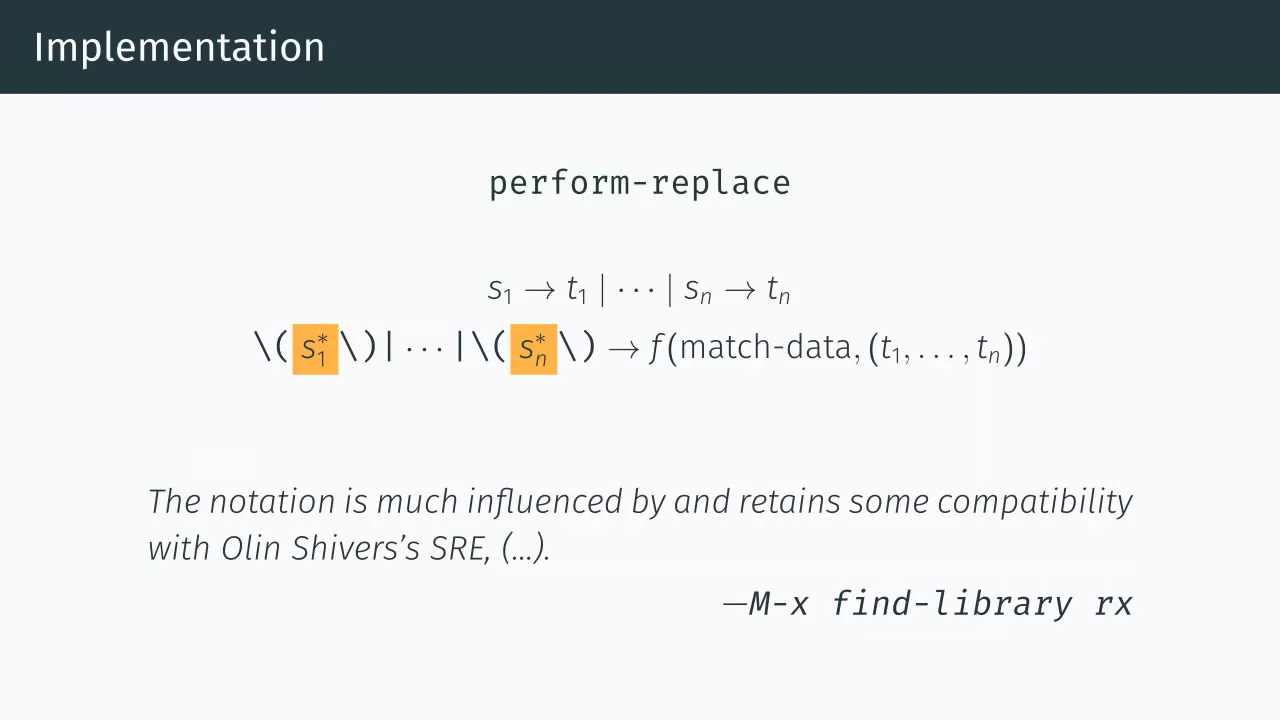 Implementation
perform-replace
s₁ → t₁ | ⋯ | sₙ → tₙ
\(s₁*\)|⋯|\(sₙ*\) → f(match-data, (t₁, …, tₙ))
The notation is much influenced by and retains some compatibility
with Olin Shivers’s SRE, (…).
—M-x find-library rx